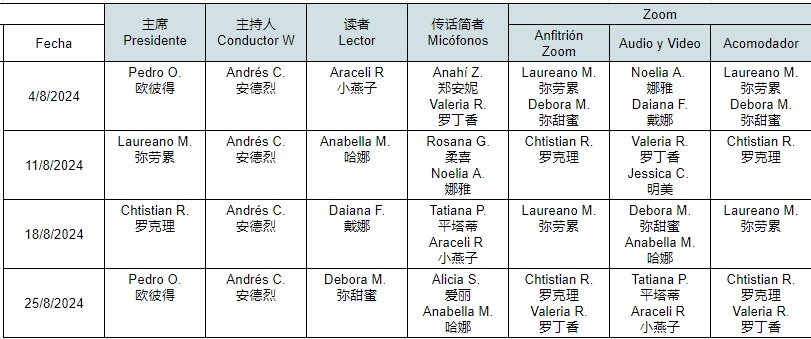 Zoom
主席
Presidente
主持人
Conductor W
读者
Lector
传话筒者
Micófonos
Fecha
Anfitrión
Zoom
Audio y Video
Acomodador
4/8/2024
Pedro O.
欧彼得
Andrés C.
安德烈
Araceli R
小燕子
Anahí Z.
郑安妮
Valeria R.
罗丁香
Laureano M.
弥劳累
Debora M.
弥甜蜜
Noelia A.
娜雅
Daiana F.
戴娜
Laureano M.
弥劳累
Debora M.
弥甜蜜
11/8/2024
Laureano M.
弥劳累
Andrés C.
安德烈
Anabella M.
哈娜
Rosana G.
柔喜
Noelia A.
娜雅
Chtistian R.
罗克理
Valeria R.
罗丁香
Jessica C.
明美
Chtistian R.
罗克理
18/8/2024
Chtistian R.
罗克理
Andrés C.
安德烈
Daiana F.
戴娜
Tatiana P.
平塔蒂
Araceli R
小燕子
Laureano M.
弥劳累
Debora M.
弥甜蜜
Anabella M.
哈娜
Laureano M.
弥劳累
25/8/2024
Pedro O.
欧彼得
Andrés C.
安德烈
Debora M.
弥甜蜜
Alicia S.
爱丽
Anabella M.
哈娜
Chtistian R.
罗克理
Valeria R.
罗丁香
Tatiana P.
平塔蒂
Araceli R
小燕子
Chtistian R.
罗克理
Valeria R.
罗丁香